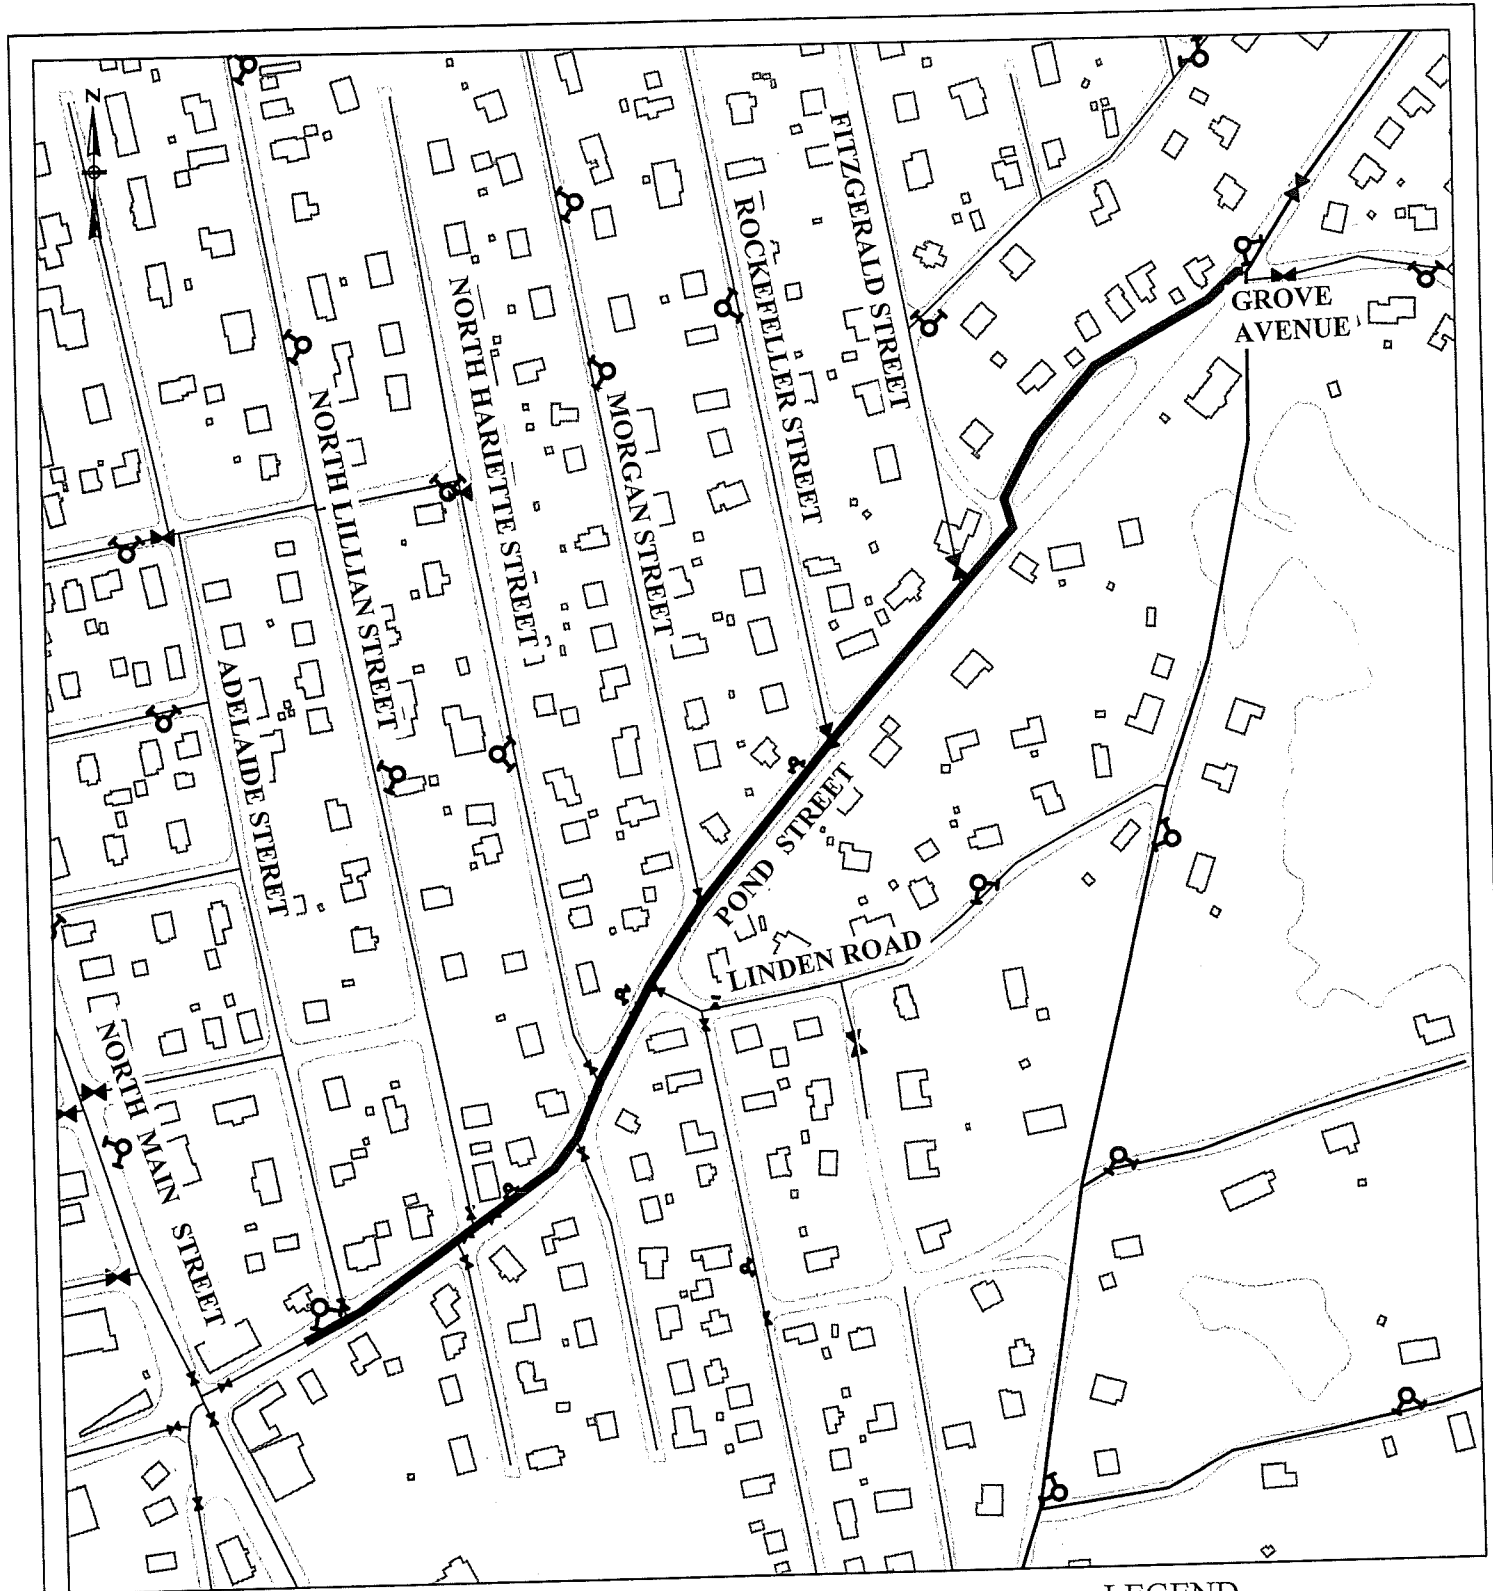 N
FITZGERALD STREET
ROCKEFELLER STREET
NORTH HARIETTE STREET
GROVE
AVENUE
NORTH LILLIAN STREET
MORGAN STREET
ADELAIDE STERET
POND STREET
LINDEN ROAD
NORTH MAIN STREET
LEGEND